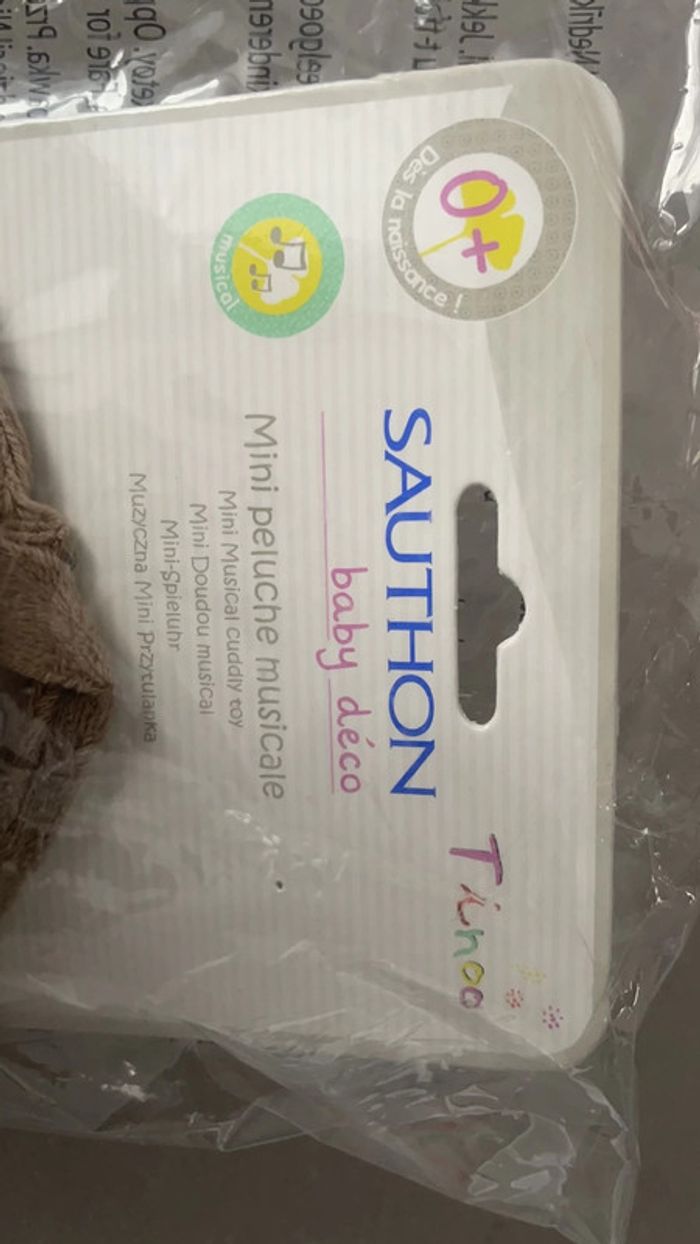 0+
Dès la naissance !
musical
SAUTHON
baby déco
Tinoo
Mini peluche musicale
Mini Musical cuddly toy
Mini Doudou musical
Mini-Spieluhr
Muzyczna Mini Przytulanka